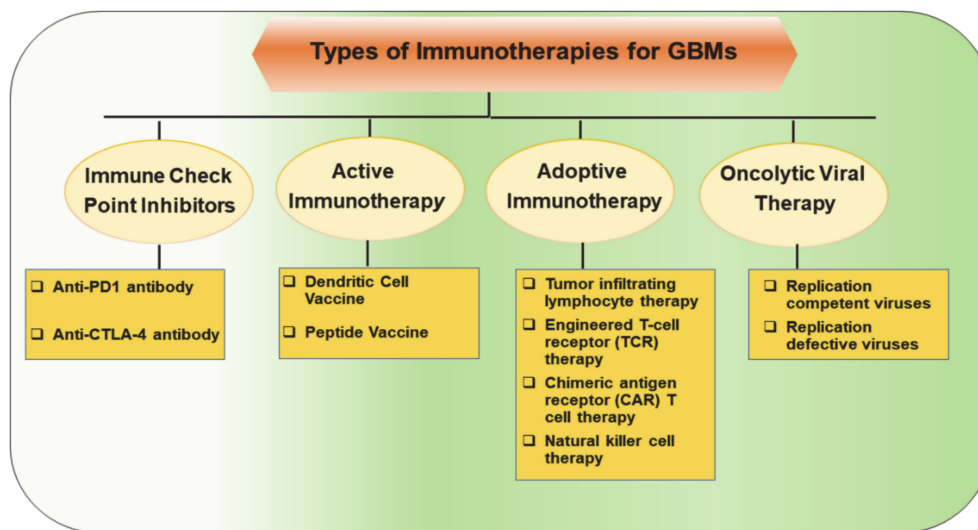 Types of Immunotherapies for GBMs
Immune Check
Point Inhibitors
Active
Immunotherapy
Adoptive
Immunotherapy
Oncolytic Viral
Therapy
Anti-PD1 antibody
Anti-CTLA-4 antibody
Dendritic Cell
Vaccine
Peptide Vaccine
Tumor infiltrating
lymphocyte therapy
Engineered T-cell
receptor (TCR)
therapy
Chimeric antigen
receptor (CAR) T
cell therapy
Natural killer cell
therapy
Replication
competent viruses
Replication
defective viruses